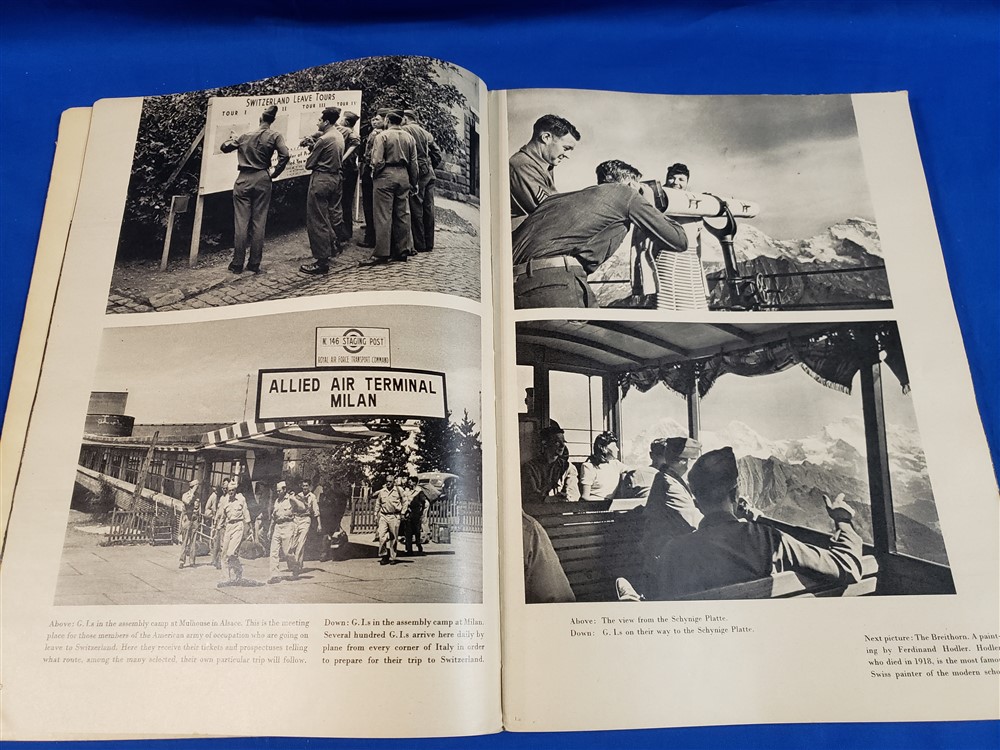 SWITZERLAND LEAVE TOURS
TOUR I
II
TOUR III
N. 146 STAGING POST
ROYAL AIR FORCE TRANSPORT COMMAND
ALLIED AIR TERMINAL
MILAN
Above: G. I.s in the assembly camp at Mulhouse in Alsace. This is the meeting
place for those members of the American army of occupation who are going on
leave to Switzerland. Here they receive their tickets and prospectuses telling
what route, among the many selected, their own particular trip will follow.
Down: G. I.s in the assembly camp at Milan.
Several hundred G. I.s arrive here daily by
plane from every corner of Italy in order
to prepare for their trip to Switzerland.
Above: The view from the Schynige Platte.
Down: G. I.s on their way to the Schynige Platte.
Next picture: The Breithorn. A paint-
ing by Ferdinand Hodler. Hodler
who died in 1918, is the most famou
Swiss painter of the modern scho